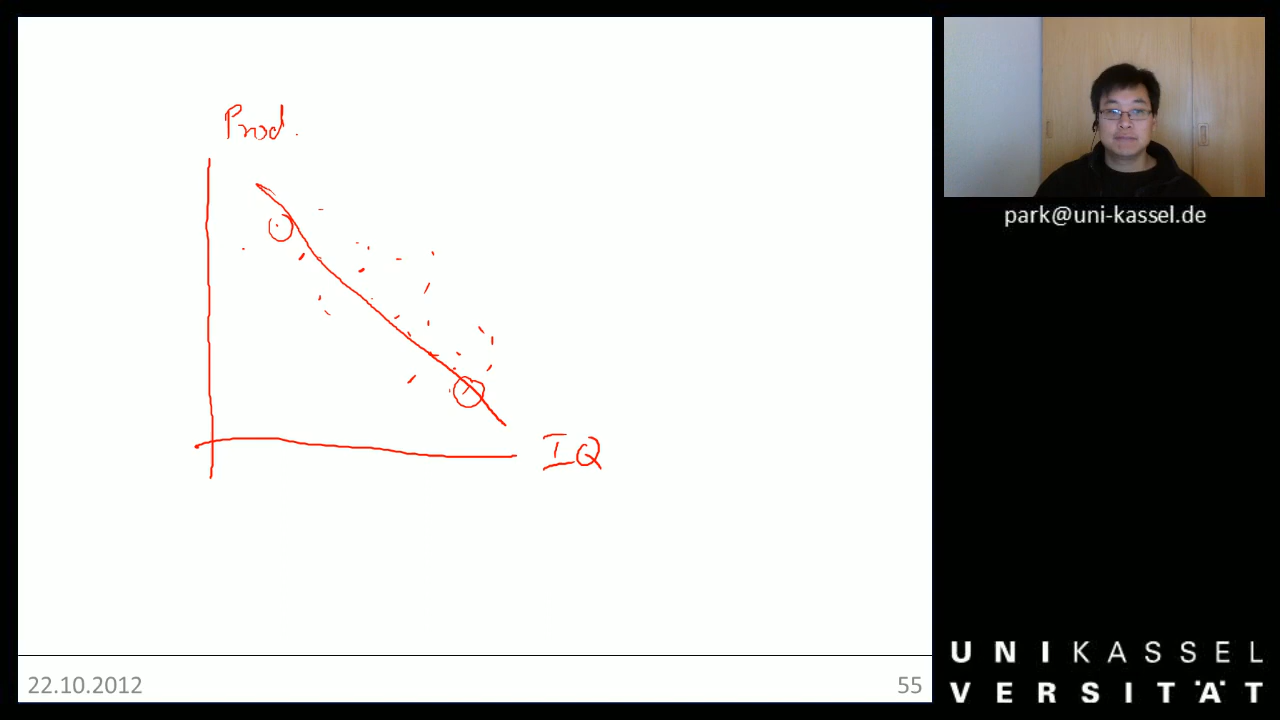 Prod.
IQ
22.10.2012
55
park@uni-kassel.de
UNIKASSEL
VERSITÄT